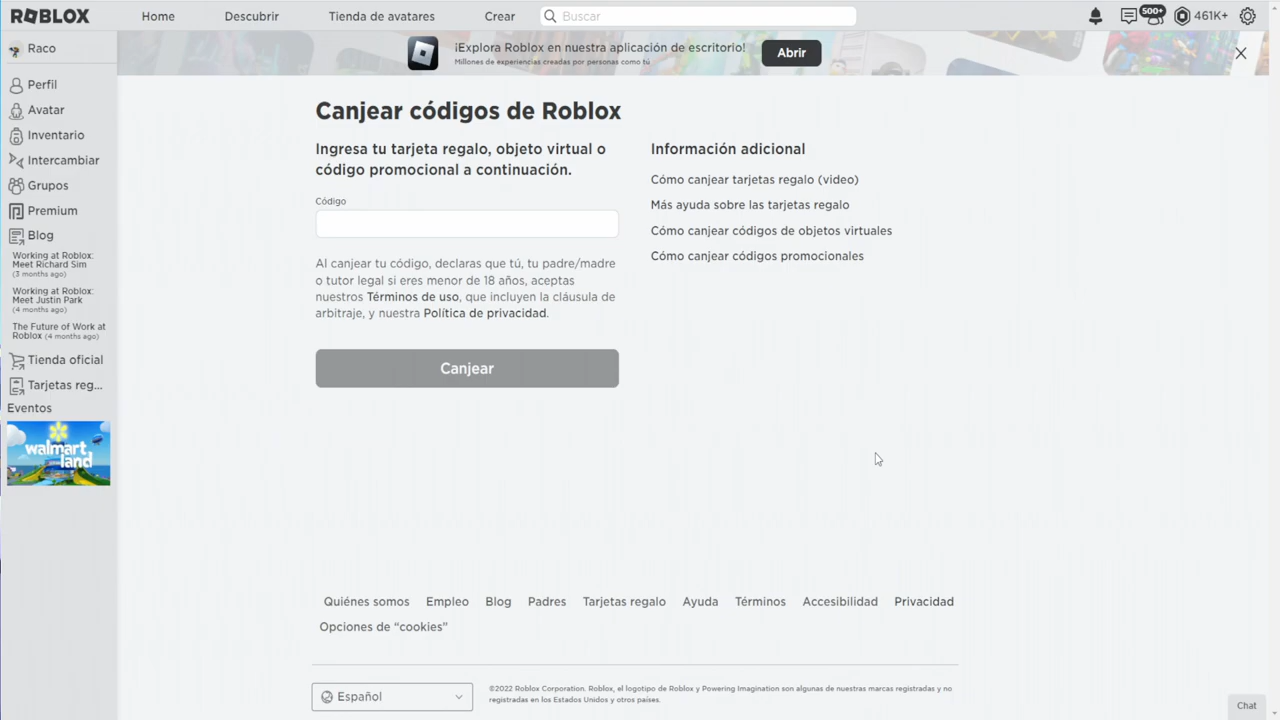 ROBLOX
Home
Descubrir
Tienda de avatares
Crear
Buscar
500+
461K+
Raco
¡Explora Roblox en nuestra aplicación de escritorio!
Millones de experiencias creadas por personas como tú
Abrir
Perfil
Avatar
Inventario
Intercambiar
Grupos
Premium
Blog
Working at Roblox:
Meet Richard Sim
(3 months ago)
Working at Roblox:
Meet Justin Park
(4 months ago)
The Future of Work at
Roblox (4 months ago)
Tienda oficial
Tarjetas reg...
Eventos
walmart
land
Canjear códigos de Roblox
Ingresa tu tarjeta regalo, objeto virtual o
código promocional a continuación.
Código
Al canjear tu código, declaras que tú, tu padre/madre
o tutor legal si eres menor de 18 años, aceptas
nuestros Términos de uso, que incluyen la cláusula de
arbitraje, y nuestra Política de privacidad.
Canjear
Información adicional
Cómo canjear tarjetas regalo (video)
Más ayuda sobre las tarjetas regalo
Cómo canjear códigos de objetos virtuales
Cómo canjear códigos promocionales
Quiénes somos
Empleo
Blog
Padres
Tarjetas regalo
Ayuda
Términos
Accesibilidad
Privacidad
Opciones de “cookies”
Español
©2022 Roblox Corporation. Roblox, el logotipo de Roblox y Powering Imagination son algunas de nuestras marcas registradas y no
registradas en los Estados Unidos y otros países.
Chat